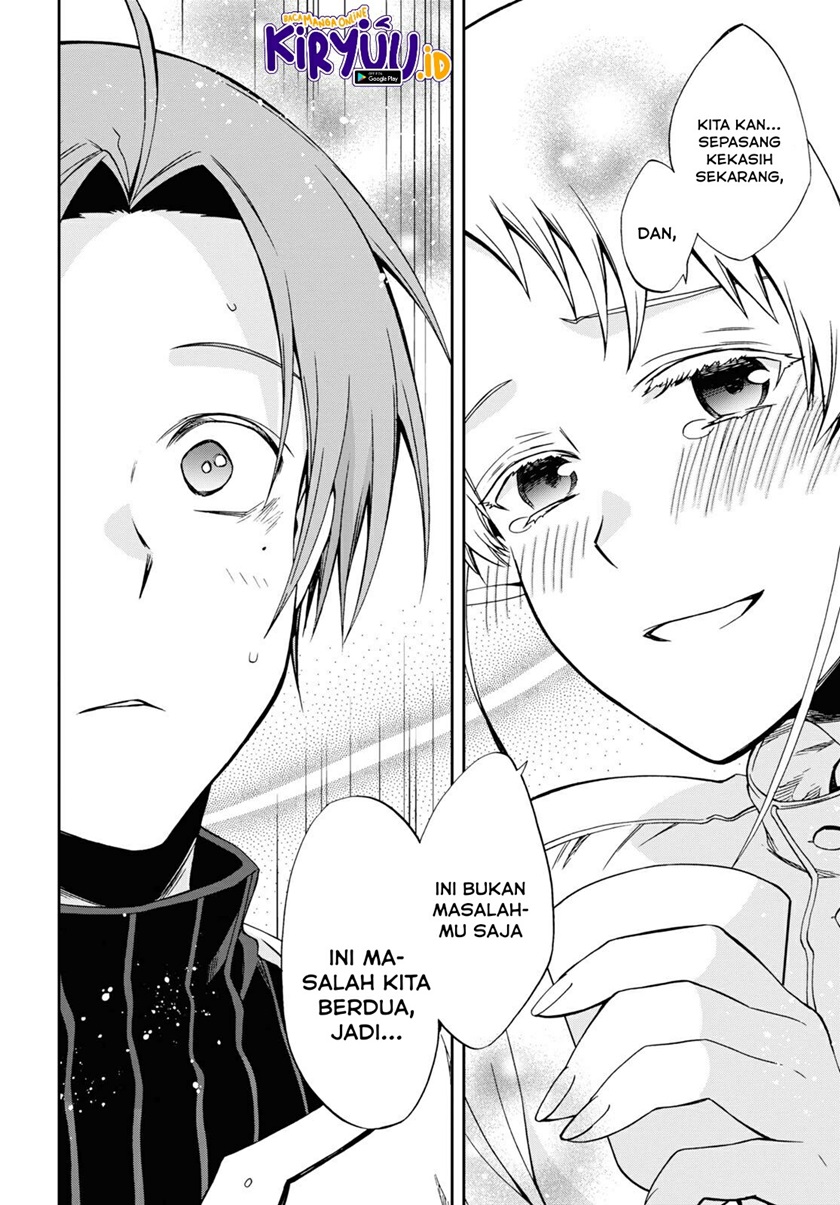 BACA MANGA ONLINE
KIRYUU.ID
GET IT ON
Google Play
KITA KAN...
SEPASANG
KEKASIH
SEKARANG,
DAN,
INI BUKAN
MASALAH-
MU SAJA
INI MA-
SALAH KITA
BERDUA,
JADI...